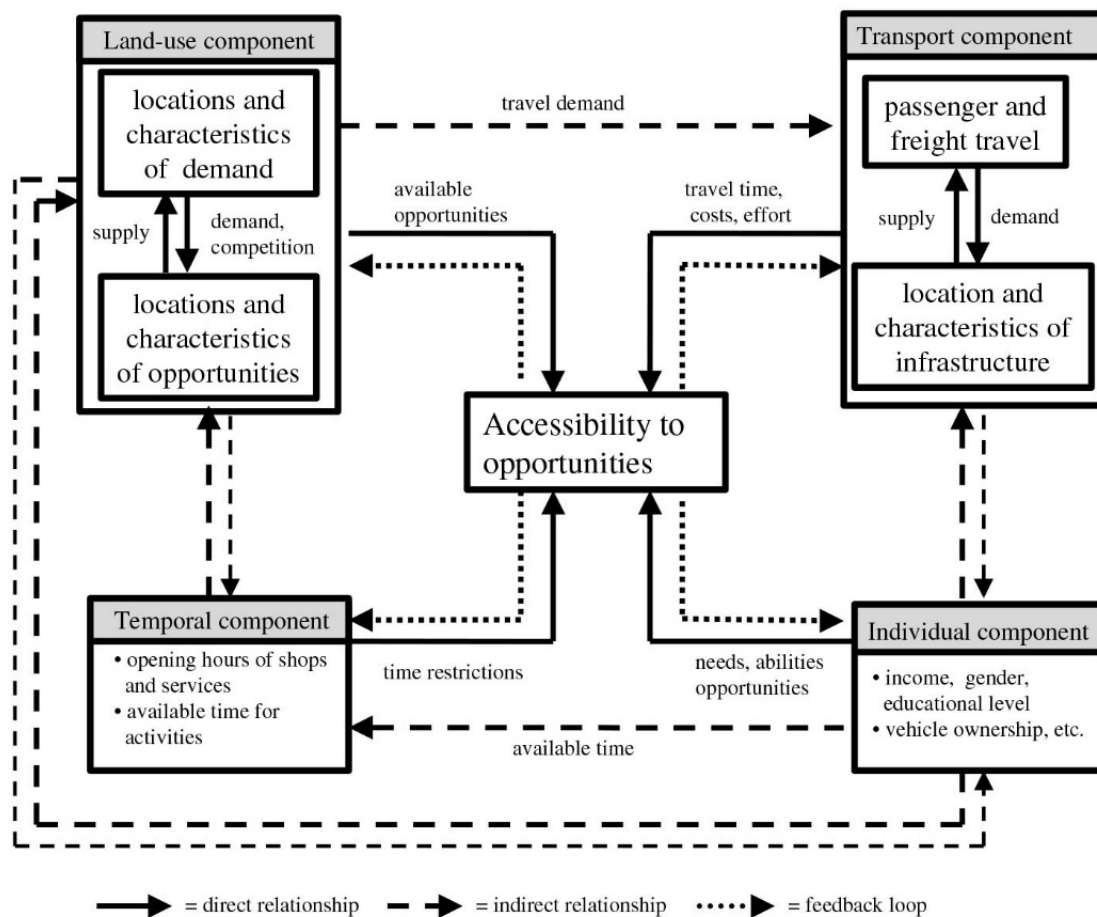 Land-use component
locations and
characteristics
of demand
supply
demand,
competition
locations and
characteristics
of opportunities
travel demand
available
opportunities
travel time,
costs, effort
Transport component
passenger and
freight travel
supply
demand
location and
characteristics of
infrastructure
Accessibility to
opportunities
Temporal component
• opening hours of shops
and services
• available time for
activities
time restrictions
needs, abilities
opportunities
available time
Individual component
• income, gender,
educational level
• vehicle ownership, etc.
= direct relationship
= indirect relationship
= feedback loop